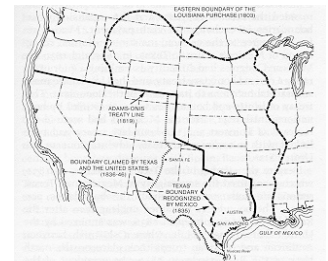 EASTERN BOUNDARY OF THE
LOUISIANA PURCHASE (1803)
ADAMS-ONIS
TREATY LINE
(1819)
BOUNDARY CLAIMED BY TEXAS
AND THE UNITED STATES
(1836-46)
SANTA FE
TEXAS'
BOUNDARY
RECOGNIZED
BY MEXICO
(1835)
AUSTIN
SAN ANTONIO
GULF OF MEXICO